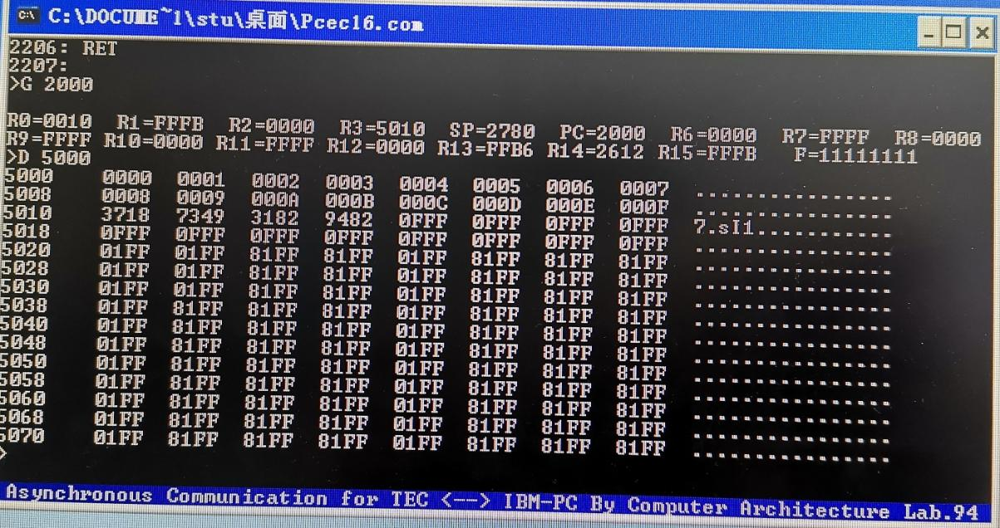 C:\DOCUME~1\stu\桌面\Pcec16.com
2206: RET
2207:
>G 2000
R0=0010 R1=FFFB R2=0000 R3=5010 SP=2780 PC=2000 R6=0000 R7=FFFF R8=0000
R9=FFFF R10=0000 R11=FFFF R12=0000 R13=FFB6 R14=2612 R15=FFFB F=11111111
>D 5000
5000 0000 0001 0002 0003 0004 0005 0006 0007 ................
5008 0008 0009 000A 000B 000C 000D 000E 000F ................
5010 3718 7349 3182 9482 0FFF 0FFF 0FFF 0FFF 7.sI1...........
5018 0FFF 0FFF 0FFF 0FFF 0FFF 0FFF 0FFF 0FFF ................
5020 01FF 01FF 81FF 81FF 01FF 81FF 81FF 81FF ................
5028 01FF 01FF 81FF 81FF 01FF 81FF 81FF 81FF ................
5030 01FF 01FF 81FF 81FF 01FF 81FF 81FF 81FF ................
5038 01FF 81FF 81FF 81FF 01FF 81FF 81FF 81FF ................
5040 01FF 81FF 81FF 81FF 01FF 81FF 81FF 81FF ................
5048 01FF 81FF 81FF 81FF 01FF 81FF 81FF 81FF ................
5050 01FF 81FF 81FF 81FF 01FF 81FF 81FF 81FF ................
5058 01FF 81FF 81FF 81FF 01FF 81FF 81FF 81FF ................
5060 01FF 81FF 81FF 81FF 01FF 81FF 81FF 81FF ................
5068 01FF 81FF 81FF 81FF 01FF 81FF 81FF 81FF ................
5070 01FF 81FF 81FF 81FF 01FF 81FF 81FF 81FF ................
>
Asynchronous Communication for TEC <--> IBM-PC By Computer Architecture Lab.94